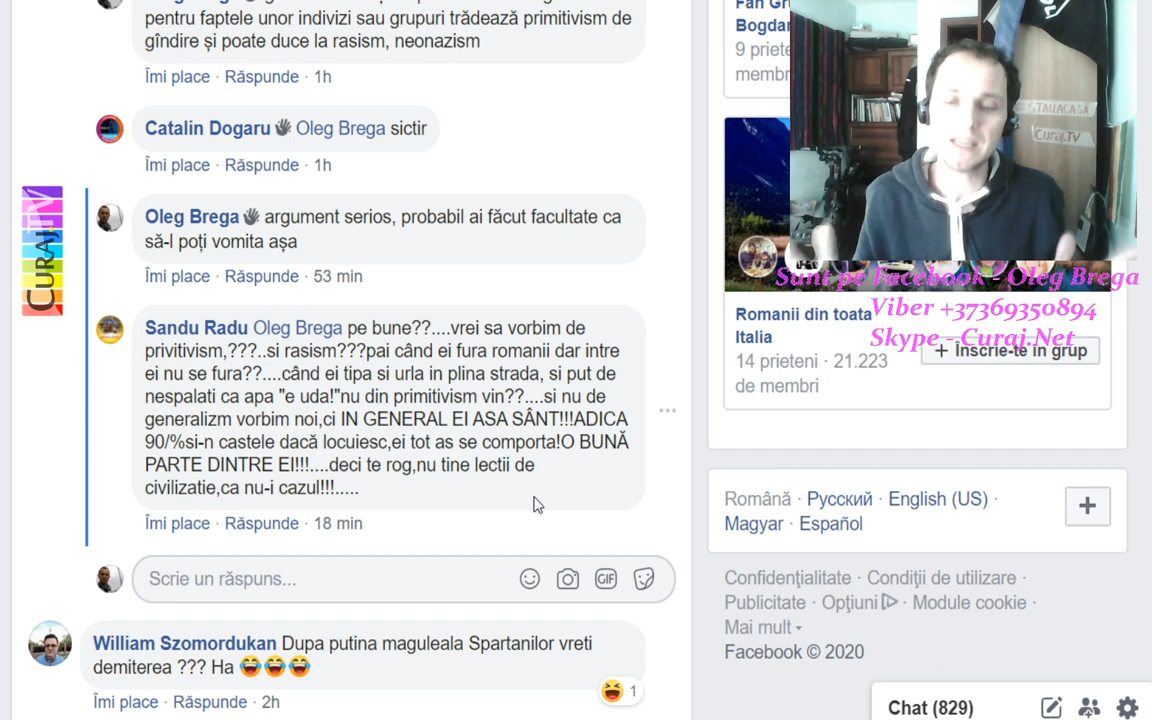 pentru faptele unor indivizi sau grupuri trădează primitivism de
gîndire și poate duce la rasism, neonazism
Îmi place · Răspunde · 1h
Catalin Dogaru Oleg Brega sictir
Îmi place · Răspunde · 1h
Oleg Brega argument serios, probabil ai făcut facultate ca
să-l poți vomita așa
Îmi place · Răspunde · 53 min
Sandu Radu Oleg Brega pe bune??....vrei sa vorbim de
privitivism,???..si rasism???pai când ei fura romanii dar intre
ei nu se fura??....când ei tipa si urla in plina strada, si put de
nespalati ca apa "e uda!"nu din primitivism vin??....si nu de
generalizm vorbim noi,ci IN GENERAL EI ASA SÂNT!!!ADICA
90/%si-n castele dacă locuiesc,ei tot as se comporta!O BUNĂ
PARTE DINTRE EI!!!....deci te rog,nu tine lectii de
civilizatie,ca nu-i cazul!!!.....
Îmi place · Răspunde · 18 min
Scrie un răspuns...
GIF
William Szomordukan Dupa putina maguleala Spartanilor vreti
demiterea ??? Ha 😂😂😂
1
Îmi place · Răspunde · 2h
CURAJ.TV
Fan Gr
Bogdar
9 priete
membri
STAUACASĂ
Curaj.TV
Sunt pe Facebook - Oleg Brega
Viber +37369350894
Skype - Curaj.Net
Romanii din toata
Italia
14 prieteni · 21.223
de membri
+ Înscrie-te în grup
Română · Русский · English (US) ·
Magyar · Español
Confidențialitate · Condiții de utilizare ·
Publicitate · Opțiuni · Module cookie ·
Mai mult
Facebook © 2020
Chat (829)